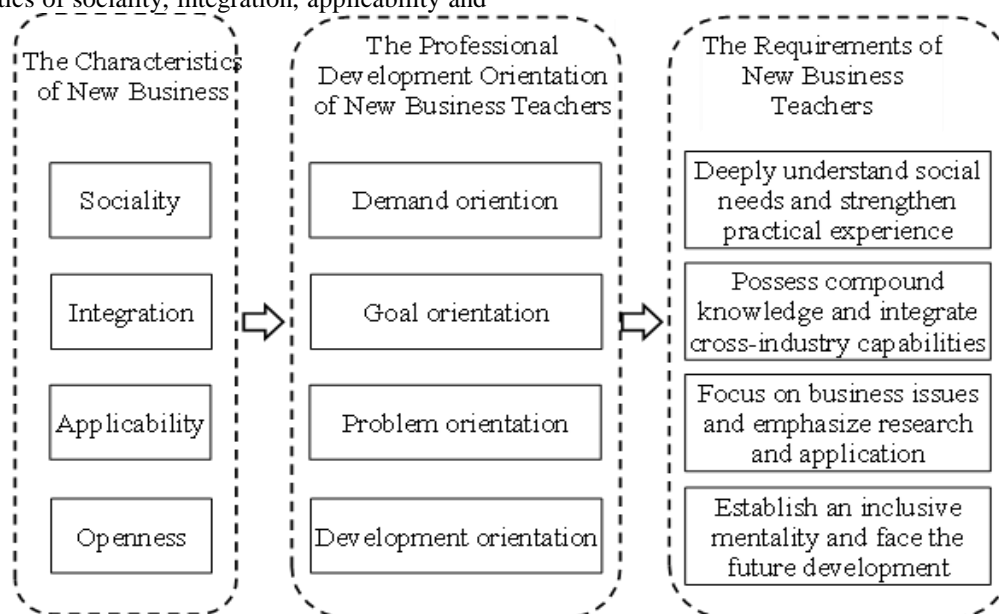 tics of sociality, integration, applicability and
The Characteristics
of New Business
Sociality
Integration
Applicability
Openness
The Professional
Development Orientation
of New Business Teachers
Demand oriention
Goal orientation
Problem orientation
Development orientation
The Requirements of
New Business
Teachers
Deeply understand social
needs and strengthen
practical experience
Possess compound
knowledge and integrate
cross-industry capabilities
Focus on business issues
and emphasize research
and application
Establish an inclusive
mentality and face the
future development